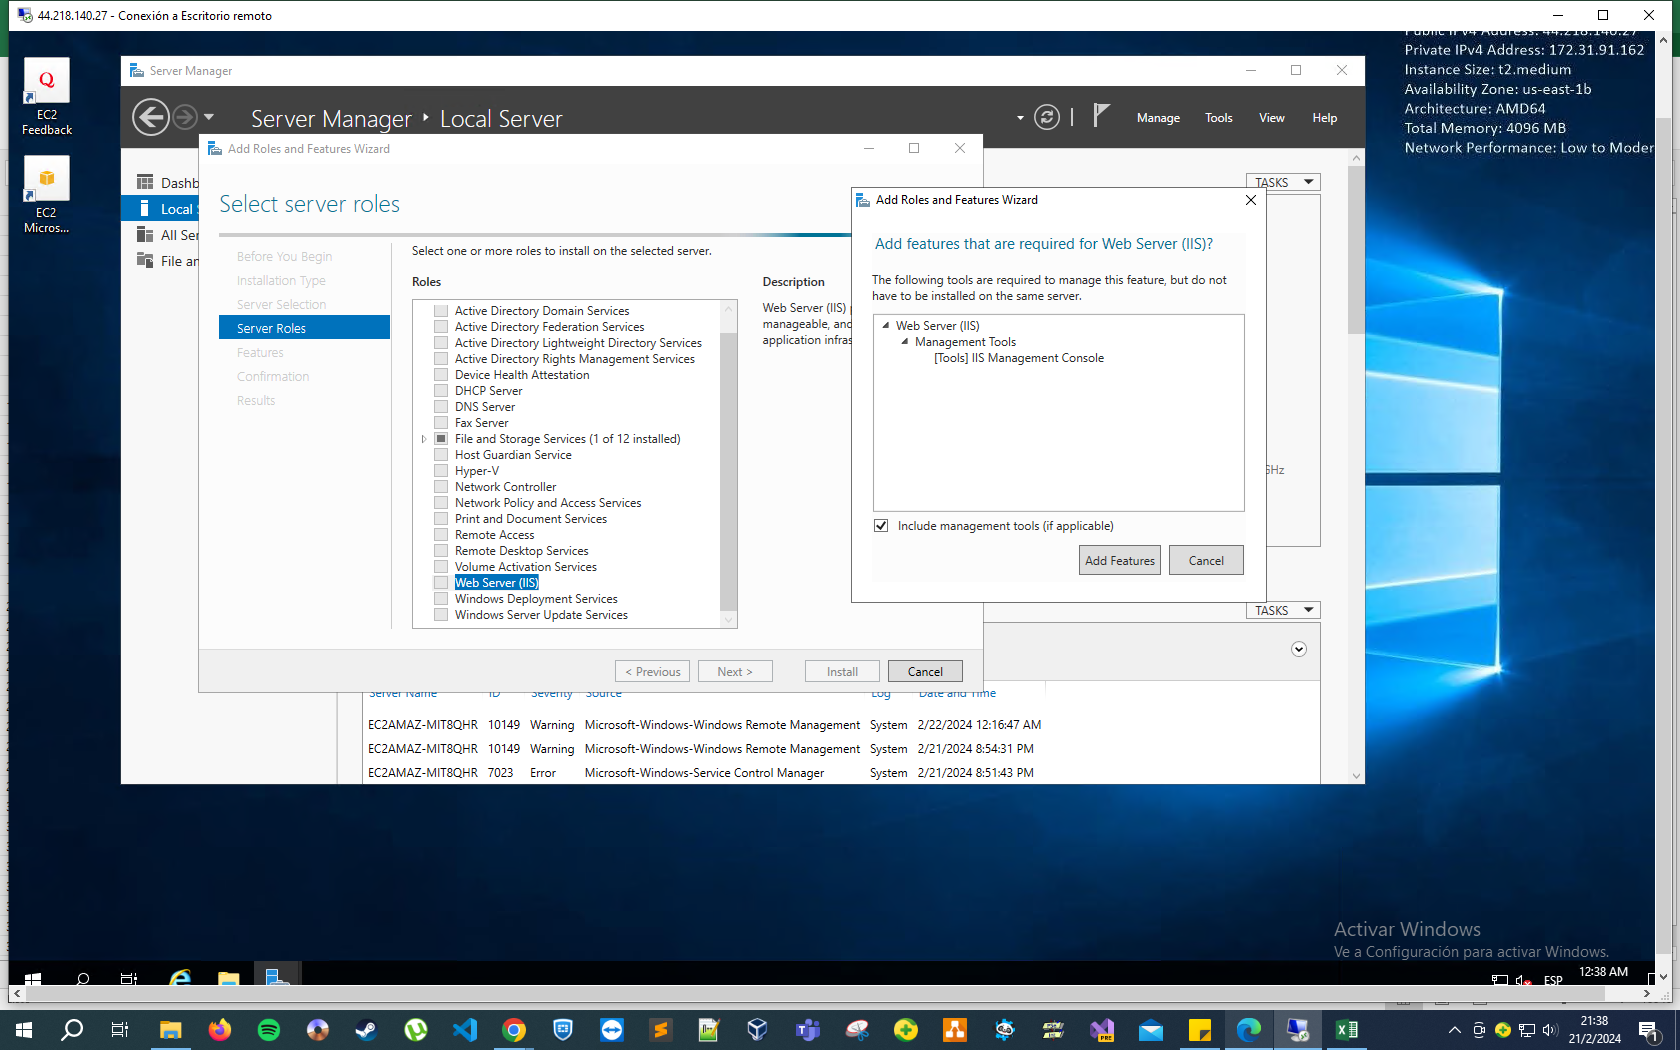 44.218.140.27 - Conexión a Escritorio remoto
Public IPv4 Address: 44.218.140.27
Private IPv4 Address: 172.31.91.162
Instance Size: t2.medium
Availability Zone: us-east-1b
Architecture: AMD64
Total Memory: 4096 MB
Network Performance: Low to Moder
EC2
Feedback
EC2
Micros...
Server Manager
Server Manager
Local Server
Manage
Tools
View
Help
Dashb
Local S
All Ser
File an
TASKS
GHz
TASKS
Add Roles and Features Wizard
Select server roles
Before You Begin
Installation Type
Server Selection
Server Roles
Features
Confirmation
Results
Select one or more roles to install on the selected server.
Roles
Active Directory Domain Services
Active Directory Federation Services
Active Directory Lightweight Directory Services
Active Directory Rights Management Services
Device Health Attestation
DHCP Server
DNS Server
Fax Server
File and Storage Services (1 of 12 installed)
Host Guardian Service
Hyper-V
Network Controller
Network Policy and Access Services
Print and Document Services
Remote Access
Remote Desktop Services
Volume Activation Services
Web Server (IIS)
Windows Deployment Services
Windows Server Update Services
Description
Web Server (IIS) p
manageable, and
application infras
< Previous
Next >
Install
Cancel
Add Roles and Features Wizard
Add features that are required for Web Server (IIS)?
The following tools are required to manage this feature, but do not
have to be installed on the same server.
Web Server (IIS)
Management Tools
[Tools] IIS Management Console
Include management tools (if applicable)
Add Features
Cancel
Server Name ID Severity Source Log Date and Time
EC2AMAZ-MIT8QHR 10149 Warning Microsoft-Windows-Windows Remote Management System 2/22/2024 12:16:47 AM
EC2AMAZ-MIT8QHR 10149 Warning Microsoft-Windows-Windows Remote Management System 2/21/2024 8:54:31 PM
EC2AMAZ-MIT8QHR 7023 Error Microsoft-Windows-Service Control Manager System 2/21/2024 8:51:43 PM
Activar Windows
Ve a Configuración para activar Windows.
ESP
12:38 AM
21:38
21/2/2024